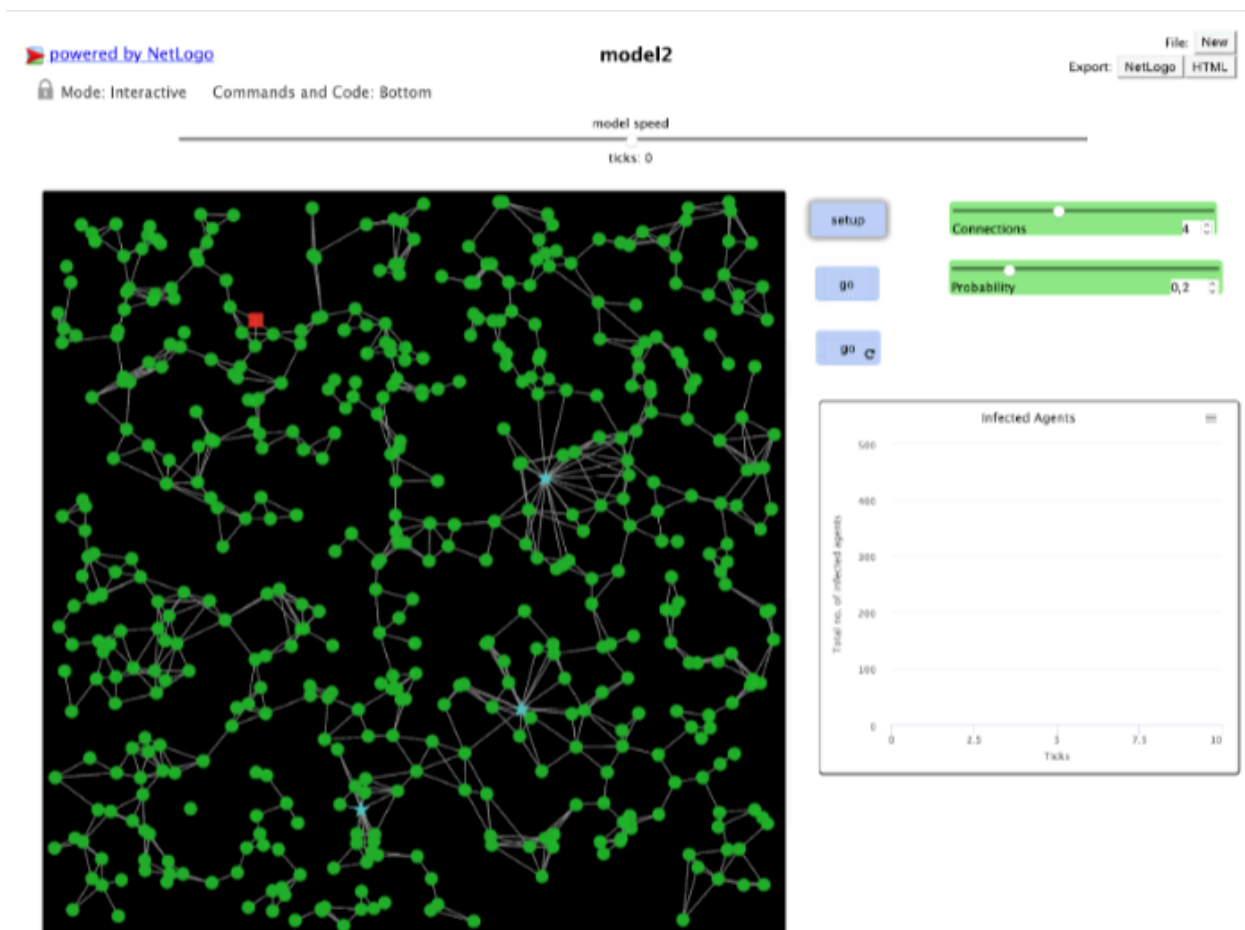 powered by NetLogo
model2
File: New
Export: NetLogo HTML
Mode: Interactive Commands and Code: Bottom
model speed
ticks: 0
setup
Connections 4
go
Probability 0,2
go
Infected Agents
500
400
300
200
100
0
Total no. of infected agents
0 2.5 5 7.5 10
Ticks